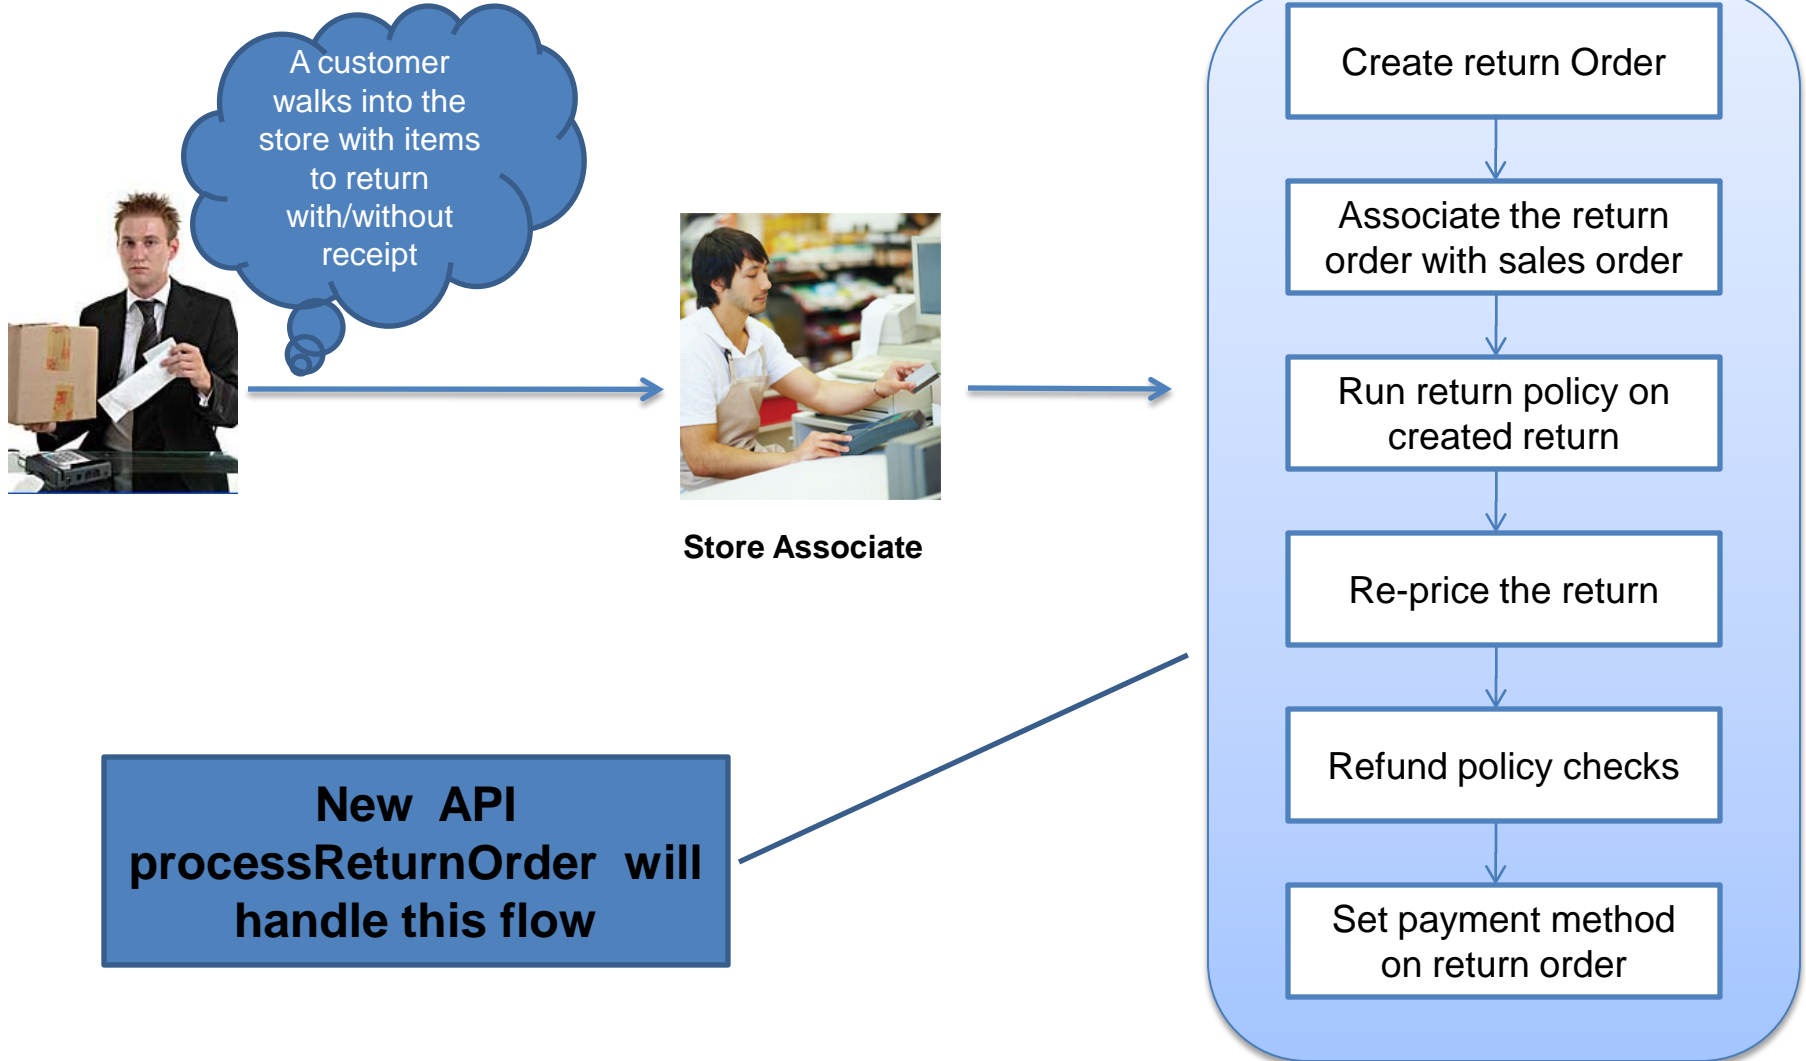 A customer
walks into the
store with items
to return
with/without
receipt
Store Associate
New API
processReturnOrder will
handle this flow
Create return Order
Associate the return
order with sales order
Run return policy on
created return
Re-price the return
Refund policy checks
Set payment method
on return order